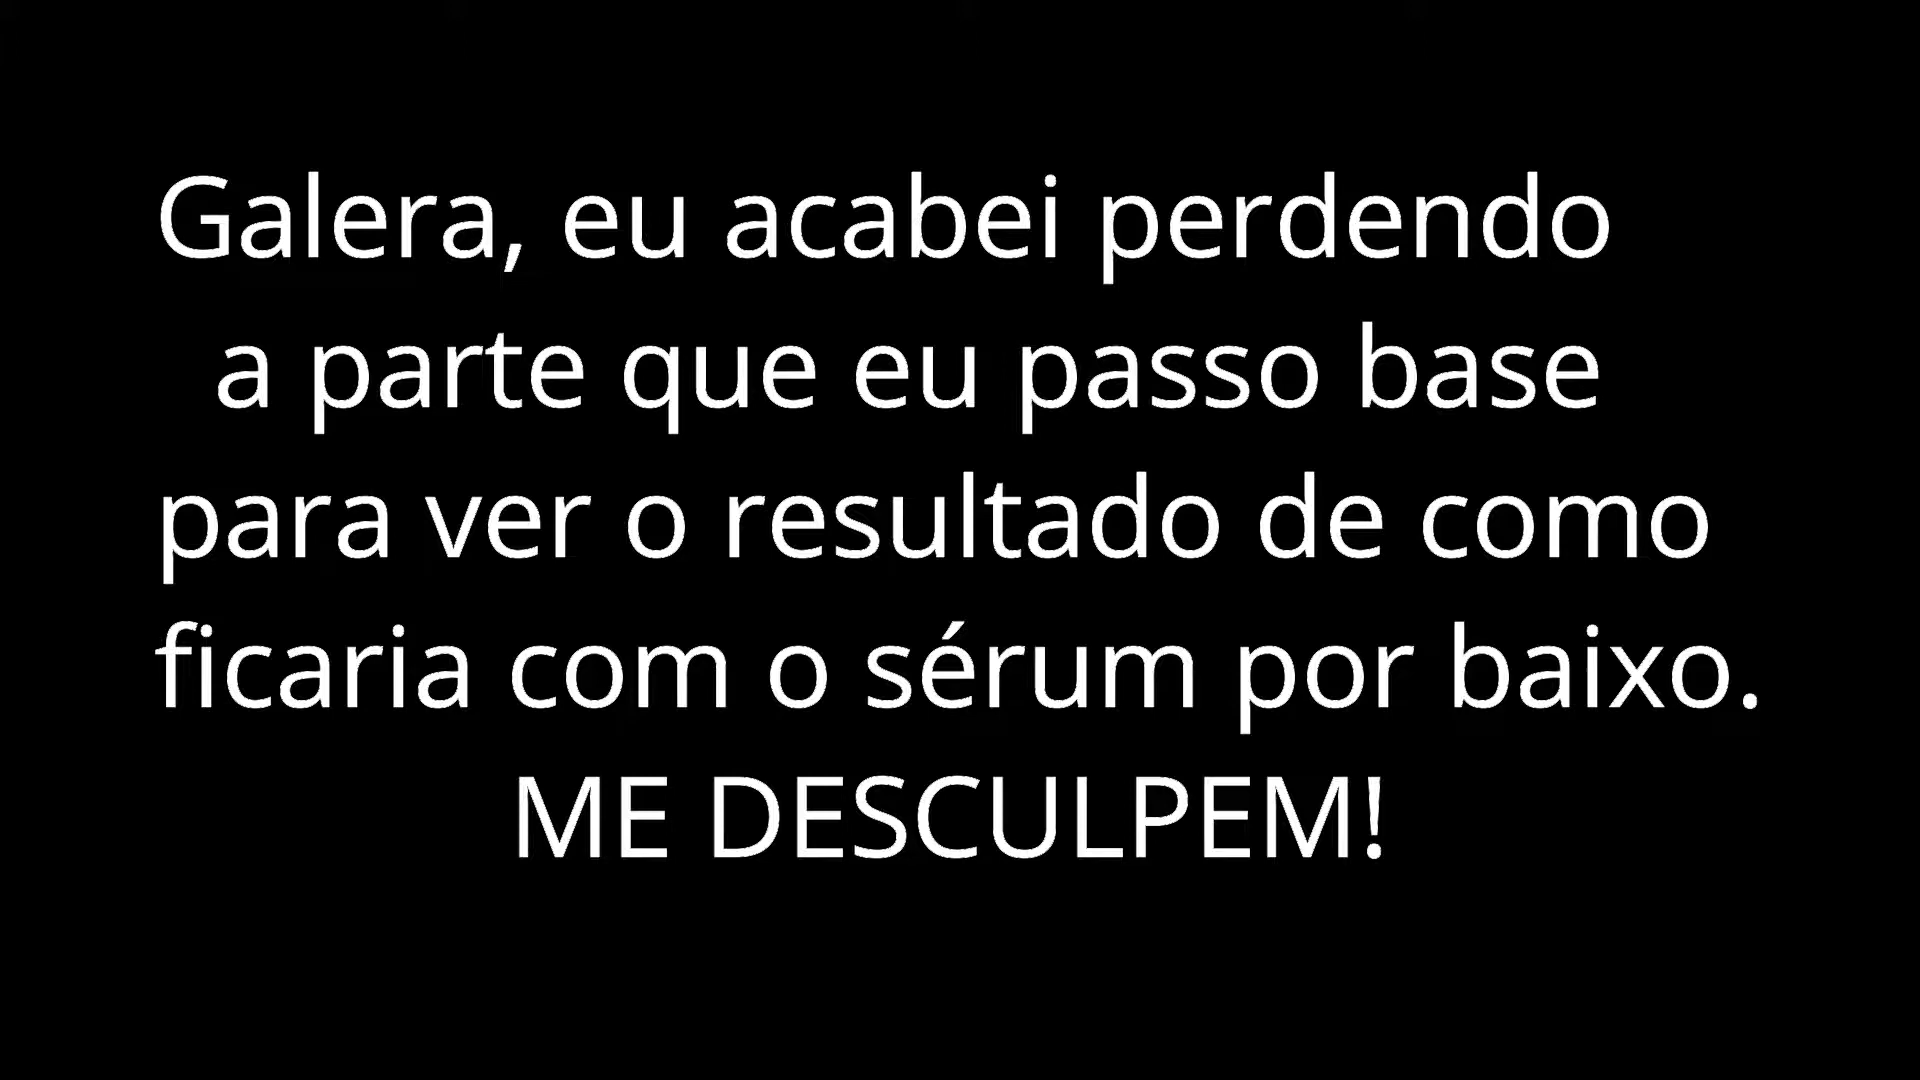 Galera, eu acabei perdendo
a parte que eu passo base
para ver o resultado de como
ficaria com o sérum por baixo.
ME DESCULPEM!